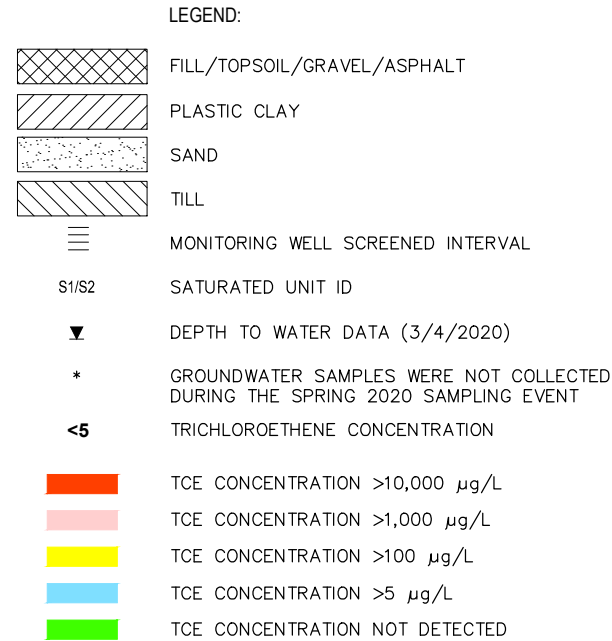 LEGEND:
FILL/TOPSOIL/GRAVEL/ASPHALT
PLASTIC CLAY
SAND
TILL
MONITORING WELL SCREENED INTERVAL
S1/S2 SATURATED UNIT ID
DEPTH TO WATER DATA (3/4/2020)
* GROUNDWATER SAMPLES WERE NOT COLLECTED
DURING THE SPRING 2020 SAMPLING EVENT
<5 TRICHLOROETHENE CONCENTRATION
TCE CONCENTRATION >10,000 μg/L
TCE CONCENTRATION >1,000 μg/L
TCE CONCENTRATION >100 μg/L
TCE CONCENTRATION >5 μg/L
TCE CONCENTRATION NOT DETECTED